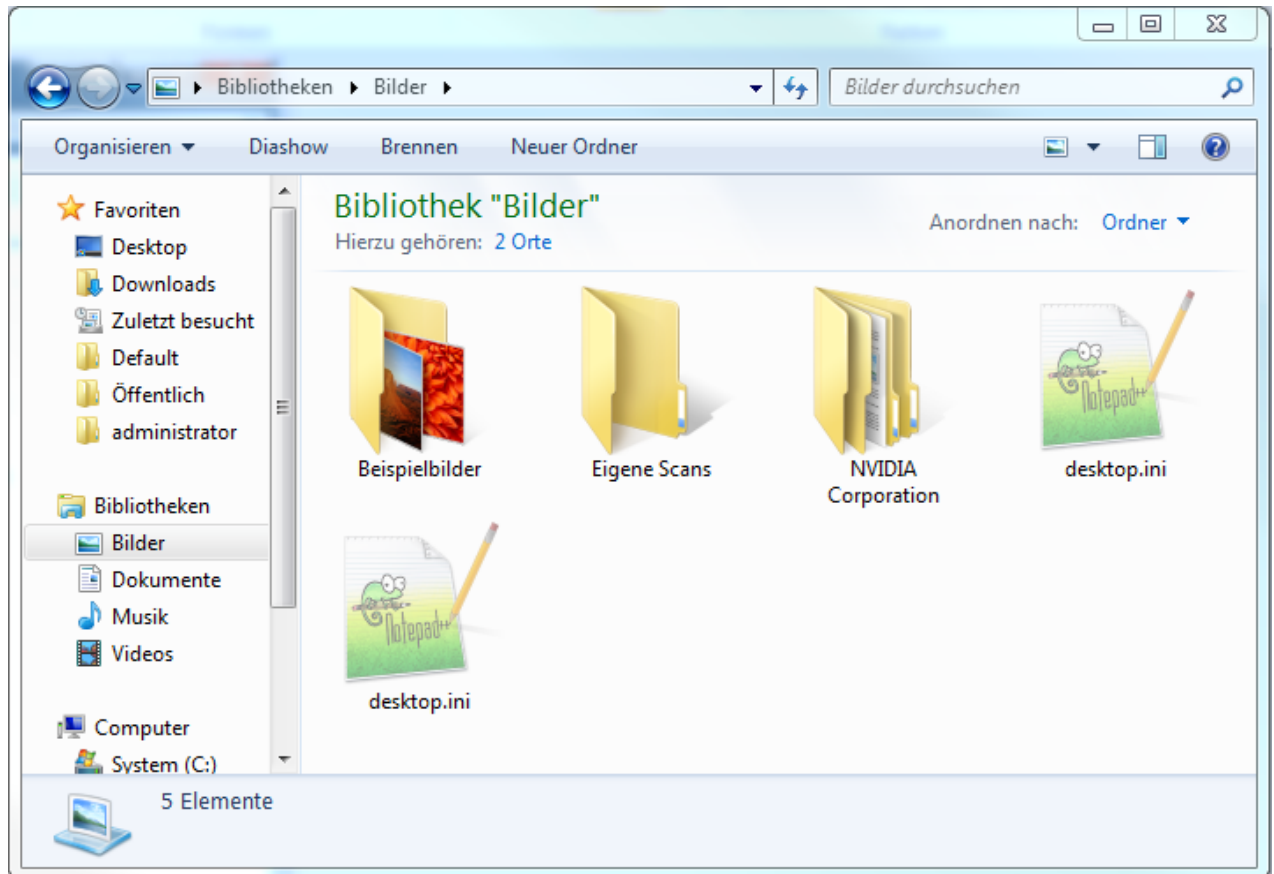 Bibliotheken Bilder
Bilder durchsuchen
Organisieren Diashow Brennen Neuer Ordner
Favoriten
Desktop
Downloads
Zuletzt besucht
Default
Öffentlich
administrator
Bibliotheken
Bilder
Dokumente
Musik
Videos
Computer
System (C:)
Bibliothek "Bilder"
Hierzu gehören: 2 Orte
Anordnen nach: Ordner
Beispielbilder
Eigene Scans
NVIDIA
Corporation
Notepad++
desktop.ini
Notepad++
desktop.ini
5 Elemente